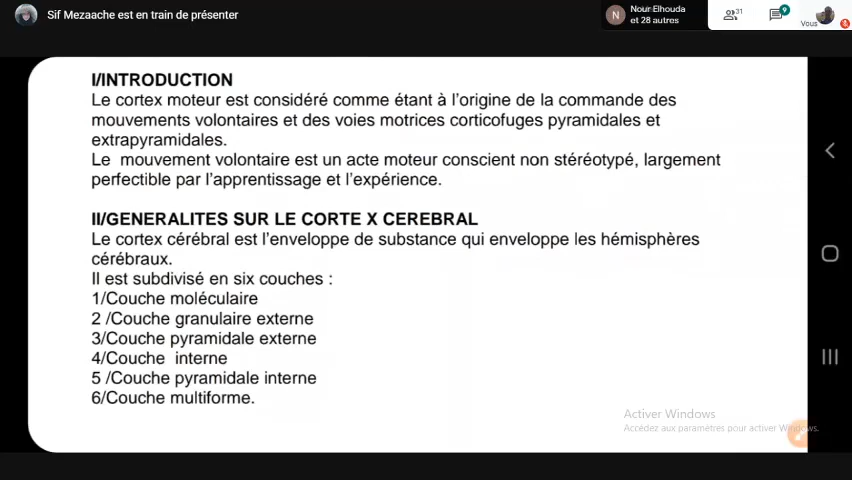 Sif Mezaache est en train de présenter
N
Nour Elhouda
et 28 autres
31
9
Vous
I/INTRODUCTION
Le cortex moteur est considéré comme étant à l'origine de la commande des
mouvements volontaires et des voies motrices corticofuges pyramidales et
extrapyramidales.
Le mouvement volontaire est un acte moteur conscient non stéréotypé, largement
perfectible par l'apprentissage et l'expérience.
II/GENERALITES SUR LE CORTE X CEREBRAL
Le cortex cérébral est l'enveloppe de substance qui enveloppe les hémisphères
cérébraux.
Il est subdivisé en six couches :
1/Couche moléculaire
2 /Couche granulaire externe
3/Couche pyramidale externe
4/Couche interne
5 /Couche pyramidale interne
6/Couche multiforme.
Activer Windows
Accédez aux paramètres pour activer Windows.